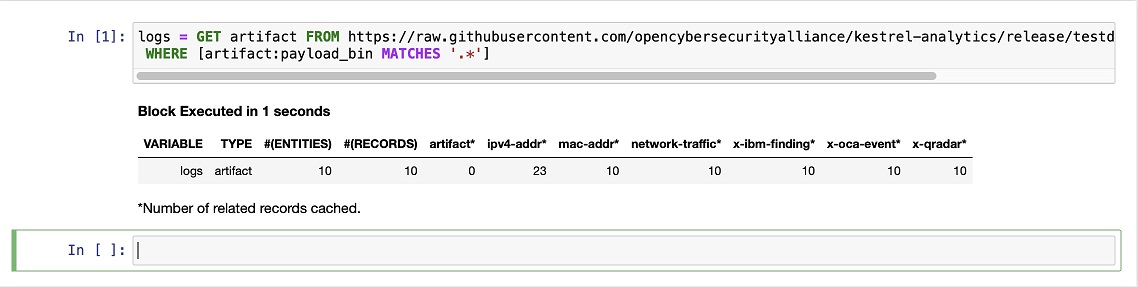 In [1]: logs = GET artifact FROM https://raw.githubusercontent.com/opencybersecurityalliance/kestrel-analytics/release/testd
WHERE [artifact:payload_bin MATCHES '.*']
Block Executed in 1 seconds
VARIABLE TYPE #(ENTITIES) #(RECORDS) artifact* ipv4-addr* mac-addr* network-traffic* x-ibm-finding* x-oca-event* x-qradar*
logs artifact 10 10 0 23 10 10 10 10 10
*Number of related records cached.
In [ ]: